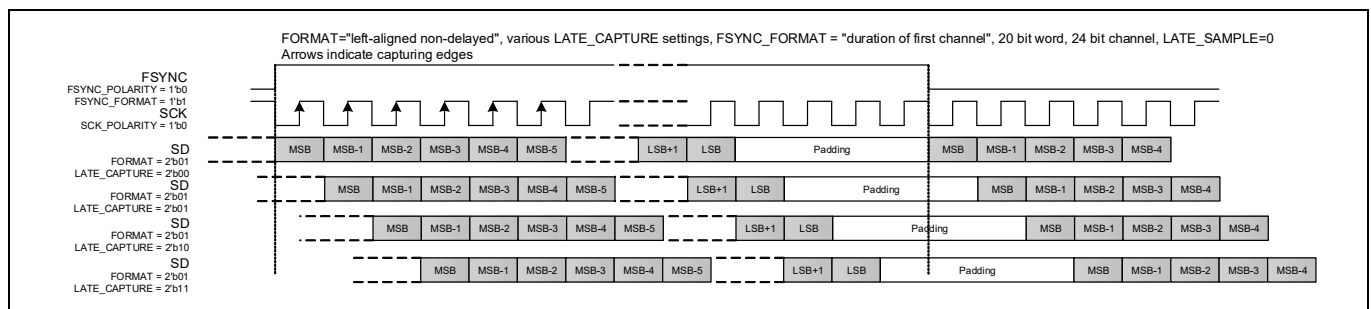 FORMAT="left-aligned non-delayed", various LATE_CAPTURE settings, FSYNC_FORMAT = "duration of first channel", 20 bit word, 24 bit channel, LATE_SAMPLE=0
Arrows indicate capturing edges
FSYNC
FSYNC_POLARITY = 1'b0
FSYNC_FORMAT = 1'b1
SCK
SCK_POLARITY = 1'b0
SD
FORMAT = 2'b01
LATE_CAPTURE = 2'b00
MSB MSB-1 MSB-2 MSB-3 MSB-4 MSB-5 LSB+1 LSB Padding MSB MSB-1 MSB-2 MSB-3 MSB-4
SD
FORMAT = 2'b01
LATE_CAPTURE = 2'b01
MSB MSB-1 MSB-2 MSB-3 MSB-4 MSB-5 LSB+1 LSB Padding MSB MSB-1 MSB-2 MSB-3 MSB-4
SD
FORMAT = 2'b01
LATE_CAPTURE = 2'b10
MSB MSB-1 MSB-2 MSB-3 MSB-4 MSB-5 LSB+1 LSB Padding MSB MSB-1 MSB-2 MSB-3 MSB-4
SD
FORMAT = 2'b01
LATE_CAPTURE = 2'b11
MSB MSB-1 MSB-2 MSB-3 MSB-4 MSB-5 LSB+1 LSB Padding MSB MSB-1 MSB-2 MSB-3 MSB-4